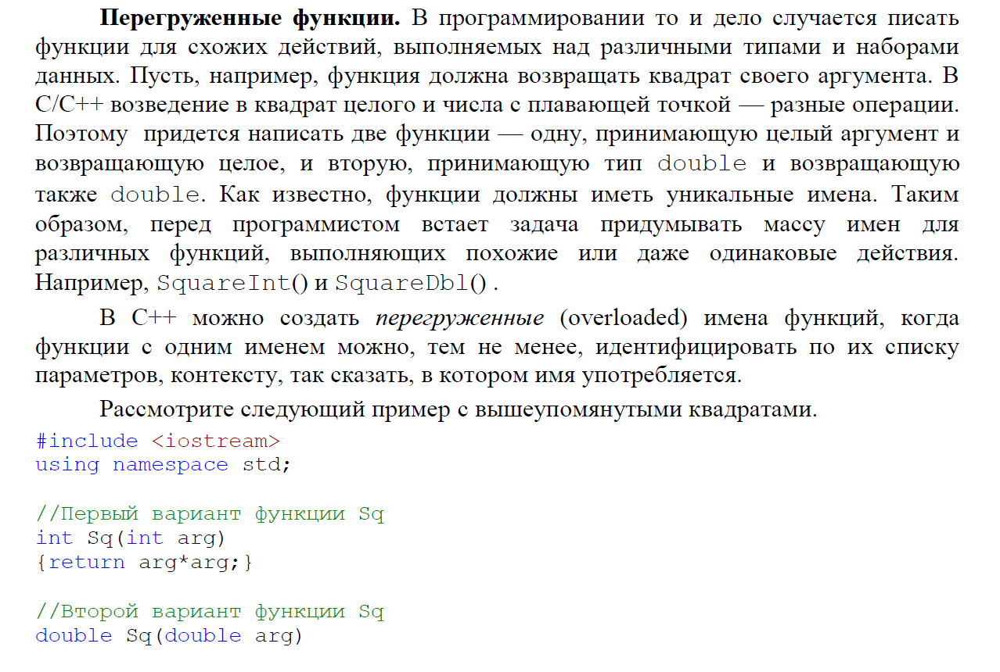 Перегруженные функции. В программировании то и дело случается писать
функции для схожих действий, выполняемых над различными типами и наборами
данных. Пусть, например, функция должна возвращать квадрат своего аргумента. В
C/C++ возведение в квадрат целого и числа с плавающей точкой — разные операции.
Поэтому придется написать две функции — одну, принимающую целый аргумент и
возвращающую целое, и вторую, принимающую тип double и возвращающую
также double. Как известно, функции должны иметь уникальные имена. Таким
образом, перед программистом встает задача придумывать массу имен для
различных функций, выполняющих похожие или даже одинаковые действия.
Например, SquareInt() и SquareDbl() .
В C++ можно создать перегруженные (overloaded) имена функций, когда
функции с одним именем можно, тем не менее, идентифицировать по их списку
параметров, контексту, так сказать, в котором имя употребляется.
Рассмотрите следующий пример с вышеупомянутыми квадратами.
#include <iostream>
using namespace std;
//Первый вариант функции Sq
int Sq(int arg)
{return arg*arg;}
//Второй вариант функции Sq
double Sq(double arg)